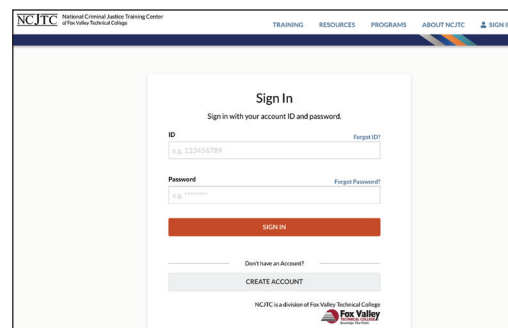 NCJTC National Criminal Justice Training Center
of Fox Valley Technical College
TRAINING RESOURCES PROGRAMS ABOUT NCJTC SIGN I
Sign In
Sign in with your account ID and password.
ID Forgot ID?
e.g. 123456789
Password Forgot Password?
e.g. ********
SIGN IN
Don't have an Account?
CREATE ACCOUNT
NCJTC is a division of Fox Valley Technical College
Fox Valley
TECHNICAL COLLEGE